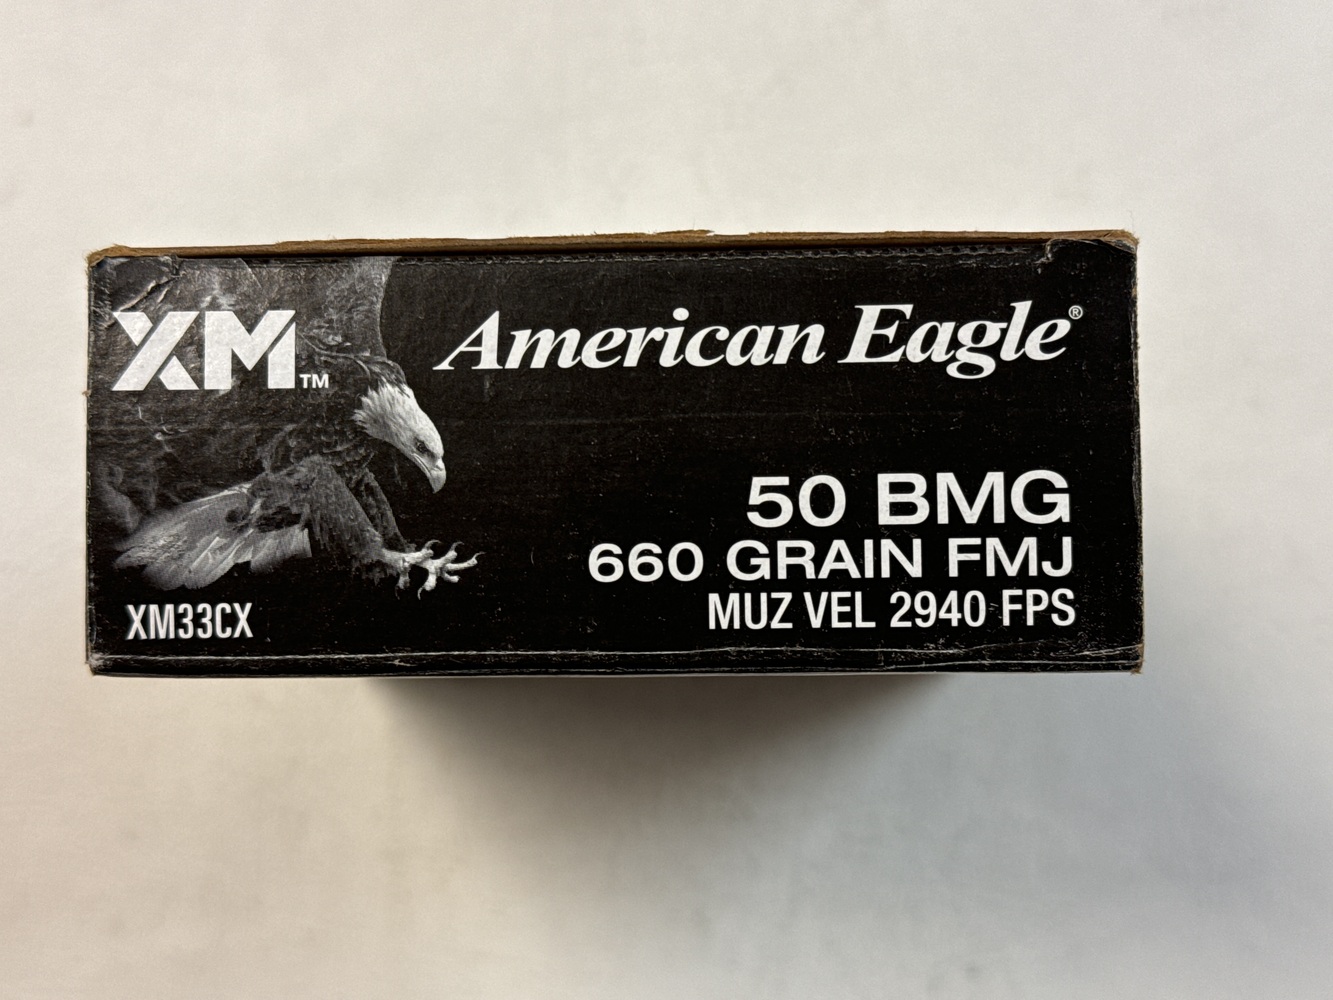 XM™
American Eagle®
50 BMG
660 GRAIN FMJ
MUZ VEL 2940 FPS
XM33CX